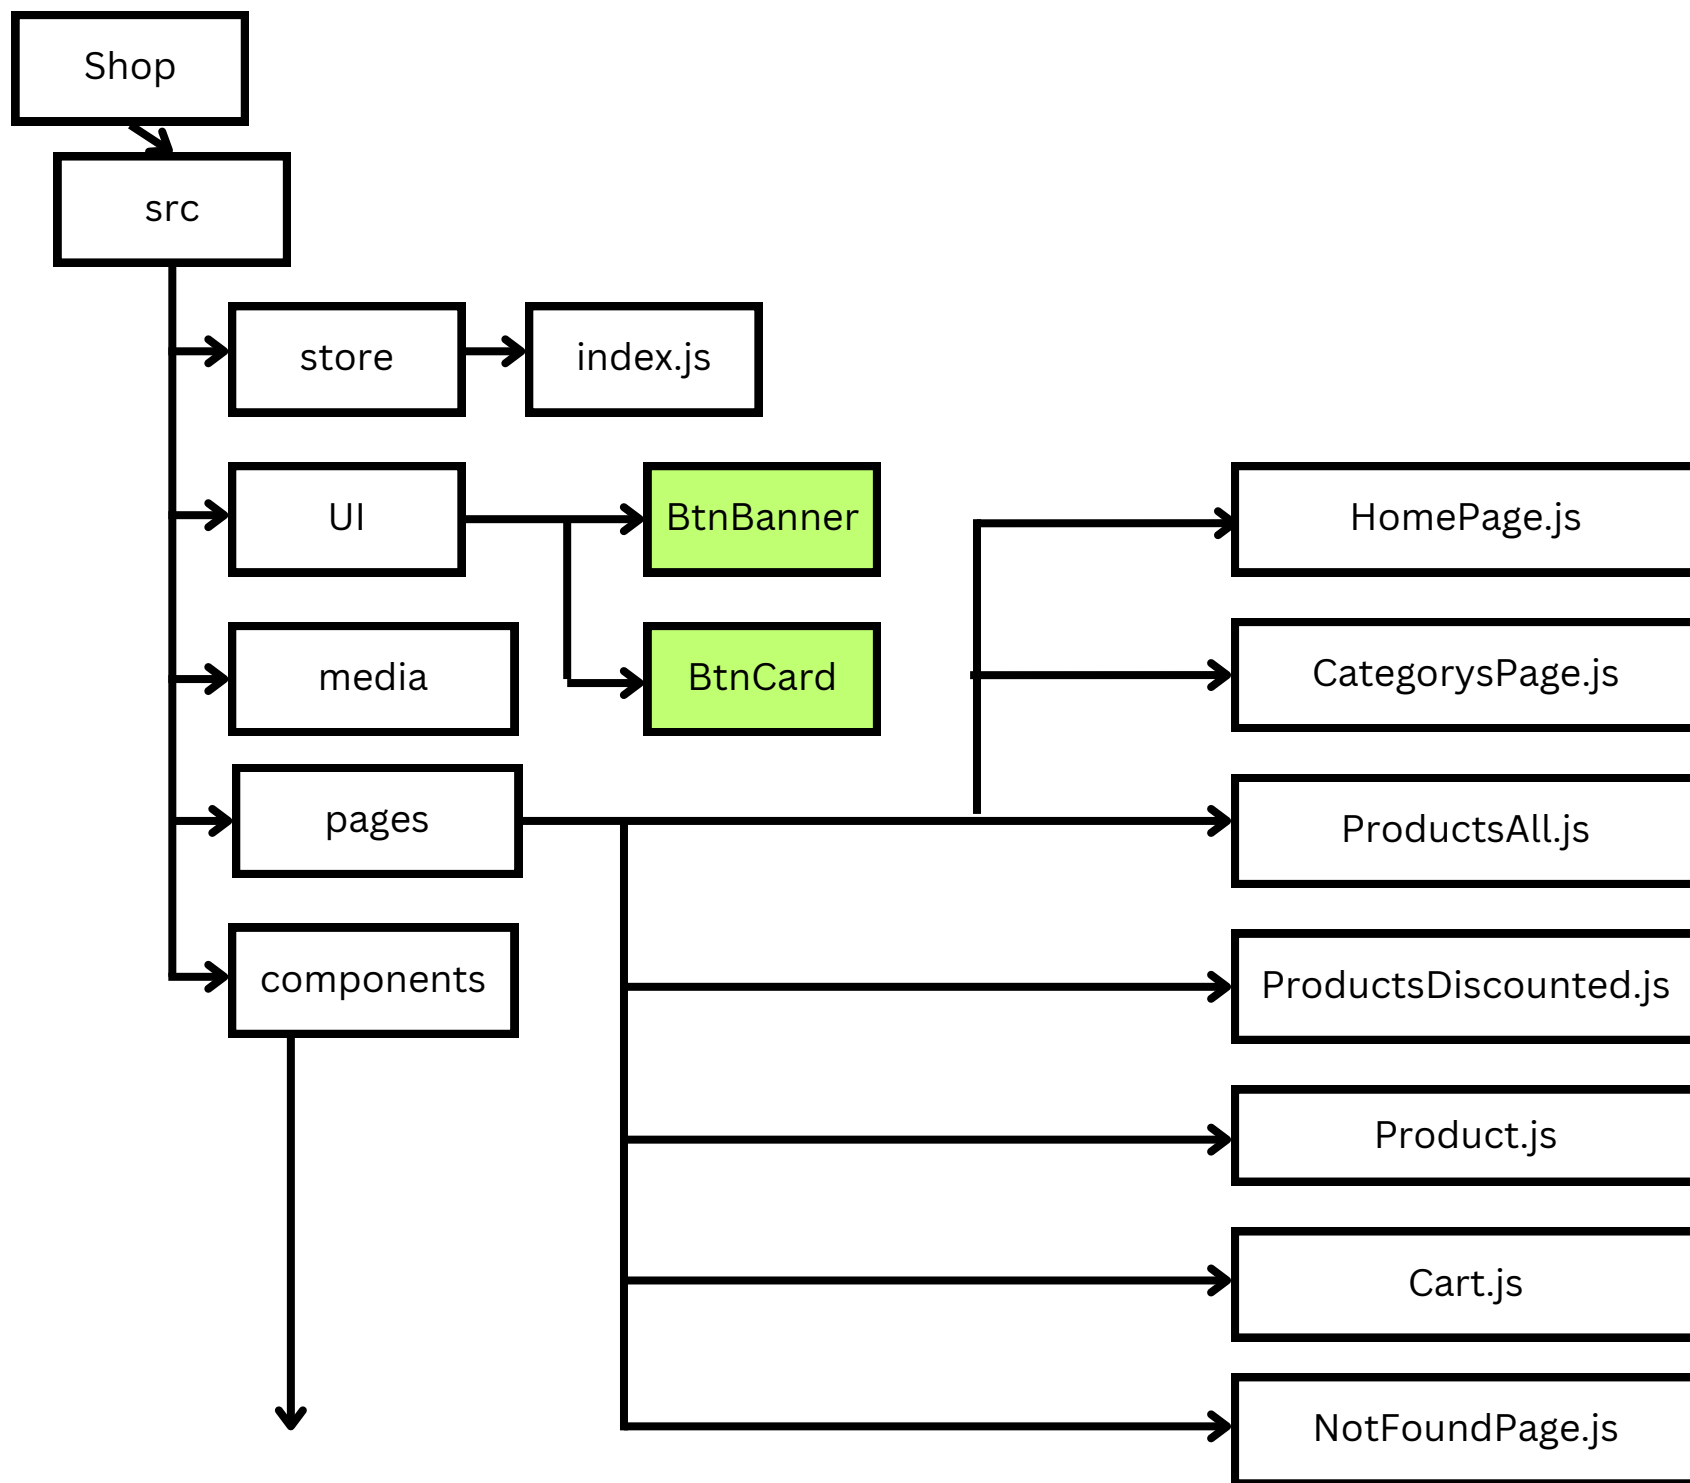 Shop
src
store
index.js
UI
BtnBanner
HomePage.js
media
BtnCard
CategorysPage.js
pages
ProductsAll.js
components
ProductsDiscounted.js
Product.js
Cart.js
NotFoundPage.js